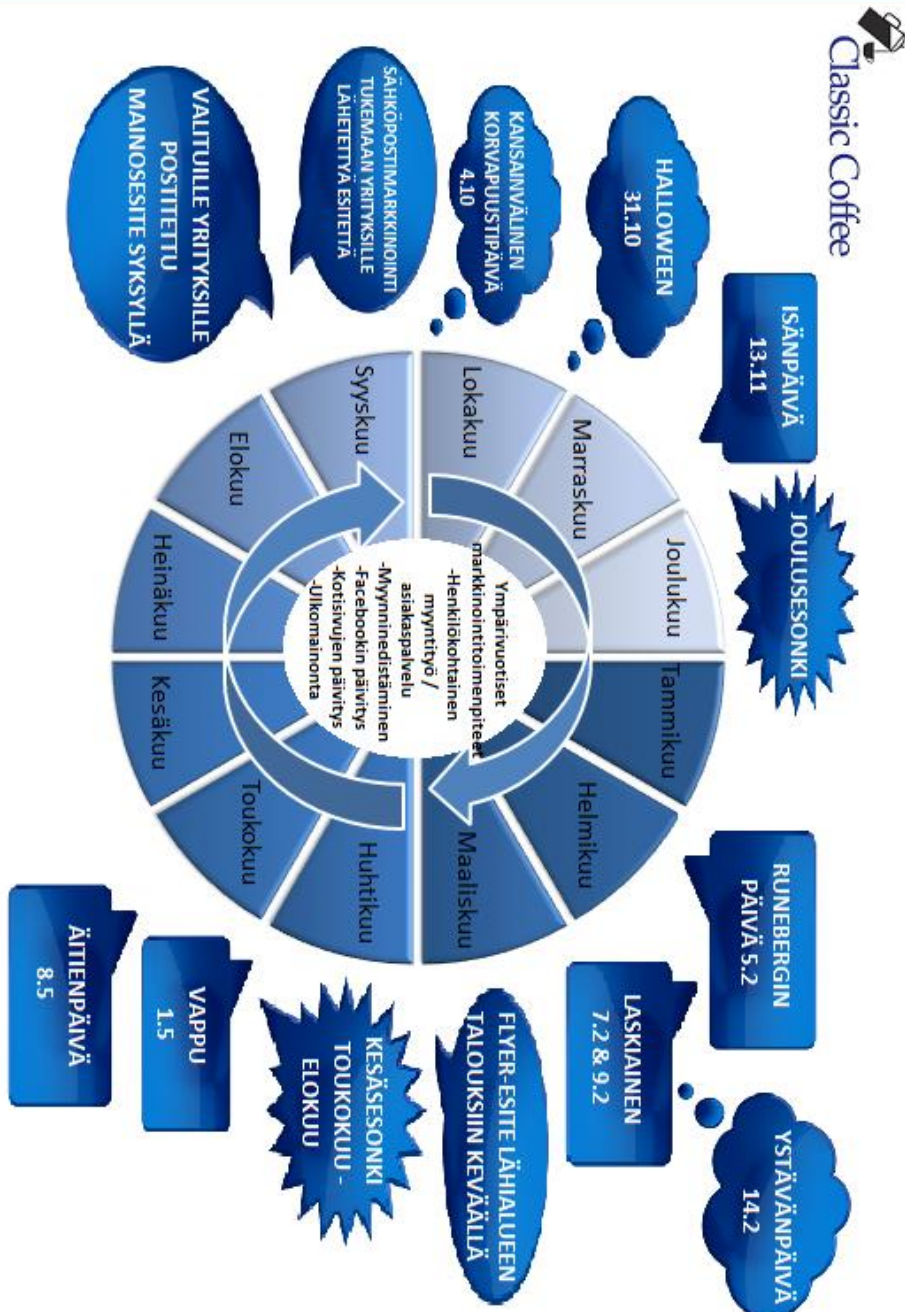 Classic Coffee
HALLOWEEN
31.10
KANSAINVÄLINEN
KORVAPUUSTIPÄIVÄ
4.10
SÄHKÖPOSTIMARKKINOINTI
TUKEMAAN YRITYKSILLE
LÄHETETTYÄ ESITETTÄ
VALITUILLE YRITYKSILLE
POSTITETTU
MAINOSESITE SYKSYLLÄ
ISÄNPÄIVÄ
13.11
JOULUSESONKI
RUNEBERGIN
PÄIVÄ 5.2
YSTÄVÄNPÄIVÄ
14.2
LASKIAINEN
7.2 & 9.2
FLYER-ESITE LÄHIALUEEN
TALOUKSIIN KEVÄÄLLÄ
KESÄSESONKI
TOUKOKUU -
ELOKUU
VAPPU
1.5
ÄITIENPÄIVÄ
8.5
Tammikuu
Helmikuu
Maaliskuu
Huhtikuu
Toukokuu
Kesäkuu
Heinäkuu
Elokuu
Syyskuu
Lokakuu
Marraskuu
Joulukuu
Ympärivuotiset
markkinointitoimenpiteet
-Henkilökohtainen
myyntityö /
asiakaspalvelu
-Myynninedistäminen
-Facebookin päivitys
-Kotisivujen päivitys
-Ulkomainonta